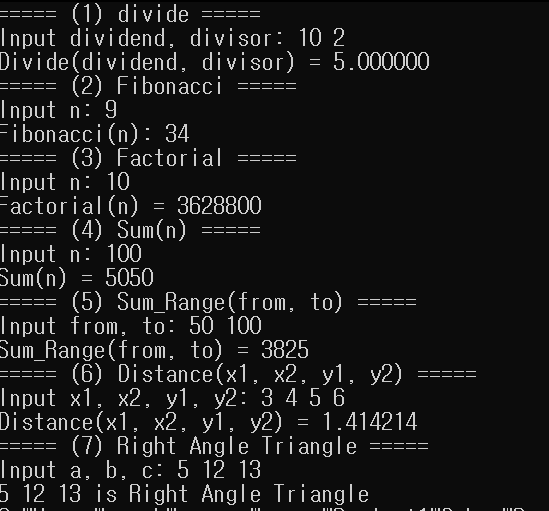 ===== (1) divide =====
Input dividend, divisor: 10 2
Divide(dividend, divisor) = 5.000000
===== (2) Fibonacci =====
Input n: 9
Fibonacci(n): 34
===== (3) Factorial =====
Input n: 10
Factorial(n) = 3628800
===== (4) Sum(n) =====
Input n: 100
Sum(n) = 5050
===== (5) Sum_Range(from, to) =====
Input from, to: 50 100
Sum_Range(from, to) = 3825
===== (6) Distance(x1, x2, y1, y2) =====
Input x1, x2, y1, y2: 3 4 5 6
Distance(x1, x2, y1, y2) = 1.414214
===== (7) Right Angle Triangle =====
Input a, b, c: 5 12 13
5 12 13 is Right Angle Triangle